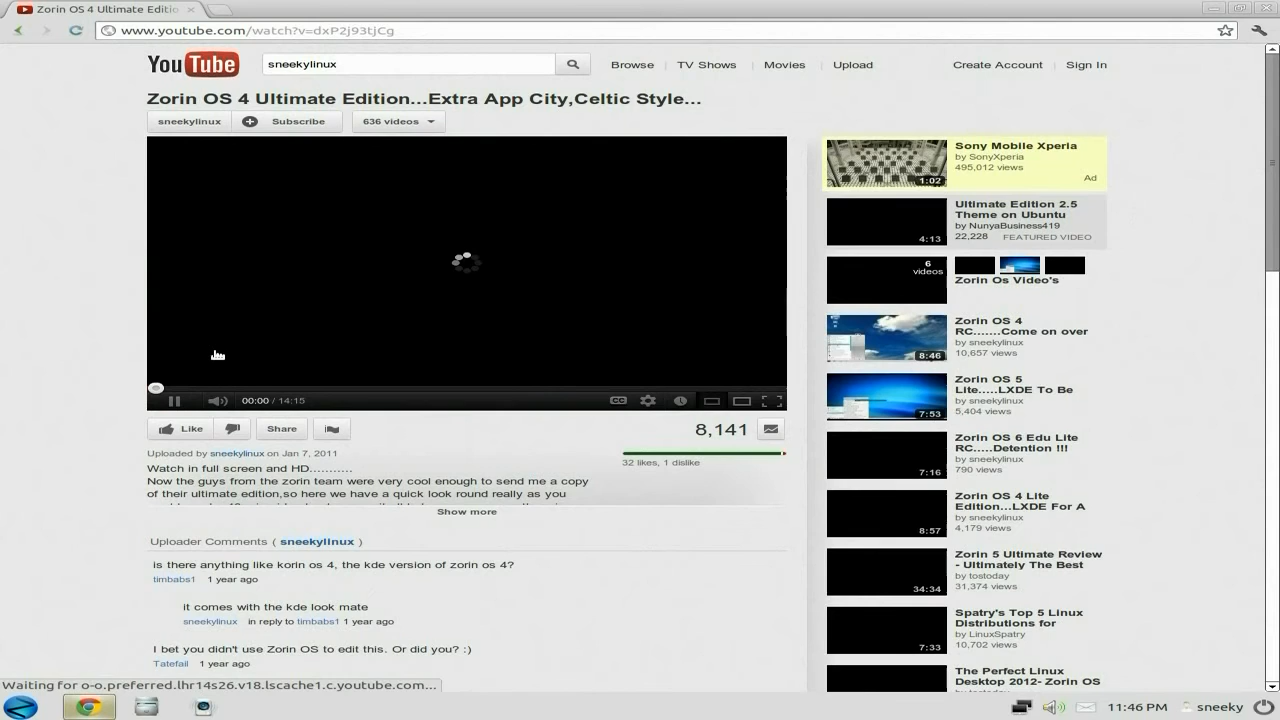 Zorin OS 4 Ultimate Editio
www.youtube.com/watch?v=dxP2j93tjCg
YouTube
sneekylinux
Browse
TV Shows
Movies
Upload
Create Account
Sign In
Zorin OS 4 Ultimate Edition...Extra App City,Celtic Style...
sneekylinux
Subscribe
636 videos
00:00 / 14:15
CC
Like
Share
8,141
Uploaded by sneekylinux on Jan 7, 2011
32 likes, 1 dislike
Watch in full screen and HD...........
Now the guys from the zorin team were very cool enough to send me a copy
of their ultimate edition,so here we have a quick look round really as you
Show more
Uploader Comments ( sneekylinux )
is there anything like korin os 4, the kde version of zorin os 4?
timbabs1 1 year ago
it comes with the kde look mate
sneekylinux in reply to timbabs1 1 year ago
I bet you didn't use Zorin OS to edit this. Or did you? :)
Tatefail 1 year ago
1:02
Sony Mobile Xperia
by SonyXperia
495,012 views
Ad
4:13
Ultimate Edition 2.5
Theme on Ubuntu
by NunyaBusiness419
22,228 FEATURED VIDEO
6
videos
Zorin Os Video's
8:46
Zorin OS 4
RC.......Come on over
by sneekylinux
10,657 views
7:53
Zorin OS 5
Lite.....LXDE To Be
by sneekylinux
5,404 views
7:16
Zorin OS 6 Edu Lite
RC.....Detention !!!
by sneekylinux
790 views
8:57
Zorin OS 4 Lite
Edition...LXDE For A
by sneekylinux
4,179 views
34:34
Zorin 5 Ultimate Review
- Ultimately The Best
by tostoday
31,374 views
7:33
Spatry's Top 5 Linux
Distributions for
by LinuxSpatry
10,702 views
The Perfect Linux
Desktop 2012- Zorin OS
Waiting for o-o.preferred.lhr14s26.v18.lscache1.c.youtube.com...
11:46 PM
sneeky